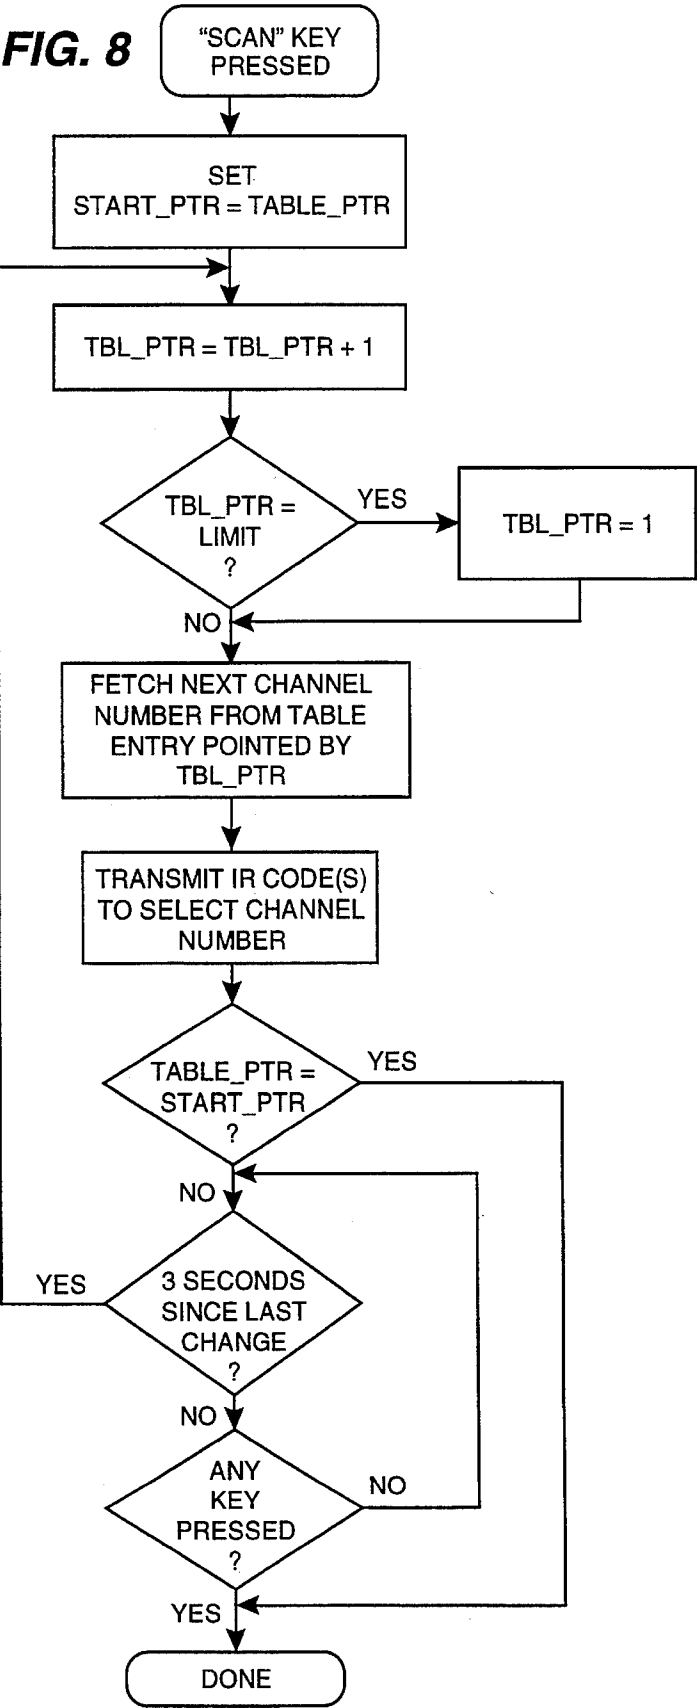 FIG. 8
“SCAN” KEY
PRESSED
SET
START_PTR = TABLE_PTR
TBL_PTR = TBL_PTR + 1
TBL_PTR =
LIMIT
?
YES
TBL_PTR = 1
NO
FETCH NEXT CHANNEL
NUMBER FROM TABLE
ENTRY POINTED BY
TBL_PTR
TRANSMIT IR CODE(S)
TO SELECT CHANNEL
NUMBER
TABLE_PTR =
START_PTR
?
YES
NO
3 SECONDS
SINCE LAST
CHANGE
?
YES
NO
ANY
KEY
PRESSED
?
NO
YES
DONE